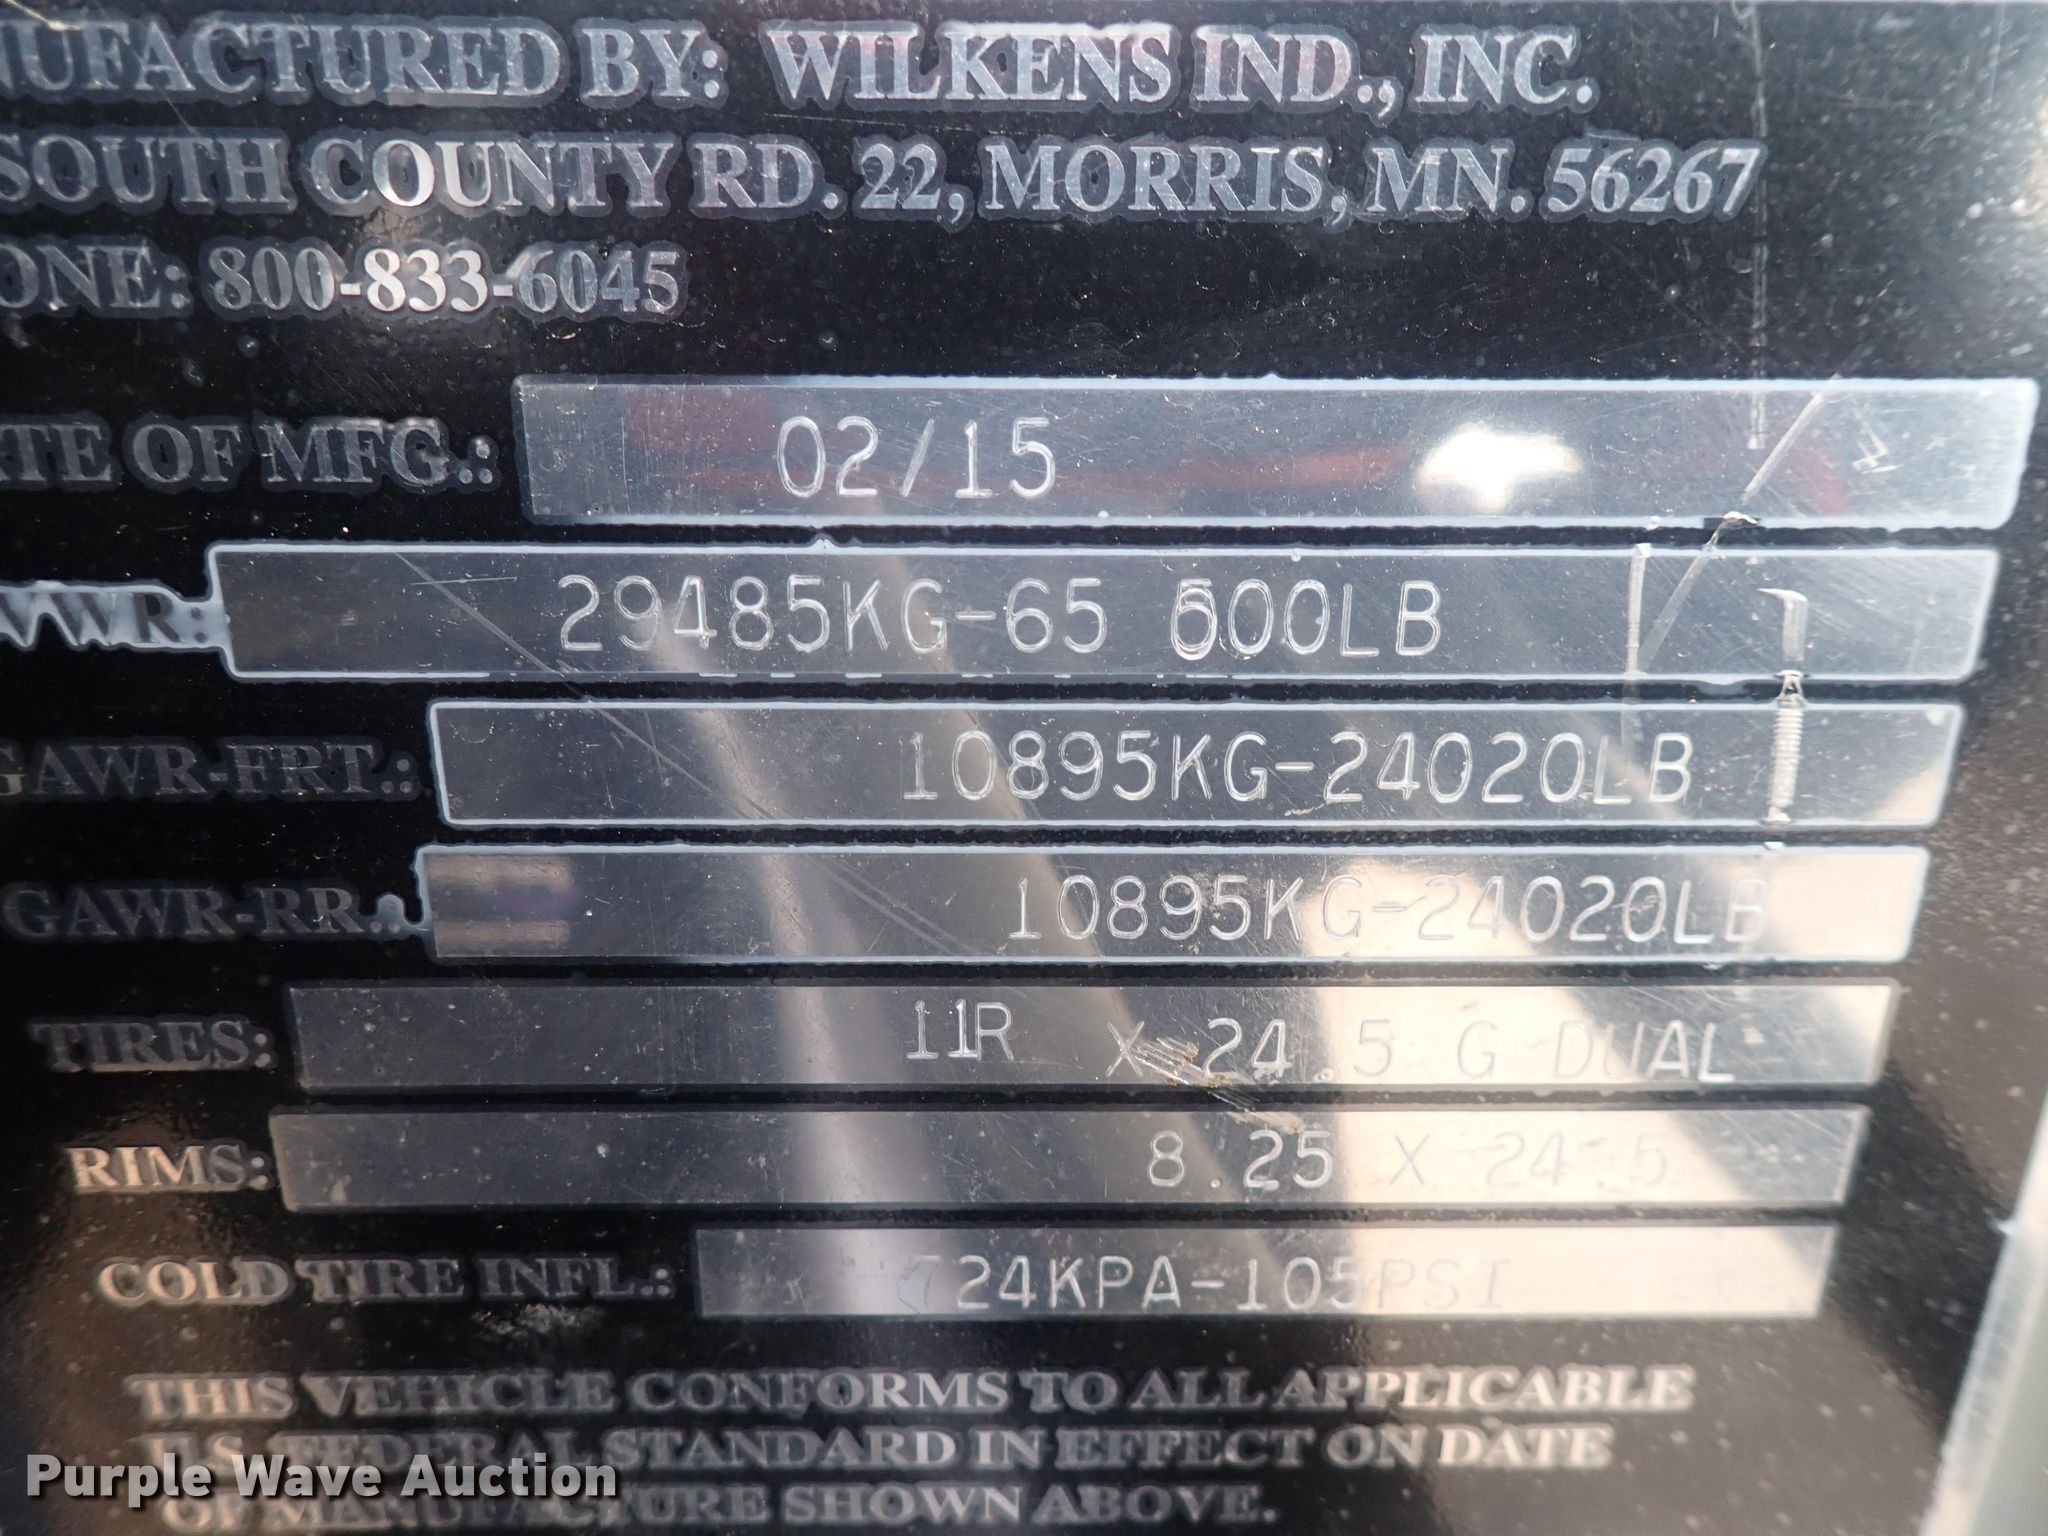 NUFACTURED BY: WILKENS IND., INC.
SOUTH COUNTY RD. 22, MORRIS, MN. 56267
ONE: 800-833-6045
ATE OF MFG.: 02/15
VWR: 29485KG-65 000LB
GAWR-FRT.: 10895KG-24020LB
GAWR-RR.: 10895KG-24020LB
TIRES: 11R X 24.5 G DUAL
RIMS: 8.25 X 24.5
COLD TIRE INFL.: 724KPA-105PSI
THIS VEHICLE CONFORMS TO ALL APPLICABLE
U.S. FEDERAL STANDARD IN EFFECT ON DATE
OF MANUFACTURE SHOWN ABOVE.
Purple Wave Auction